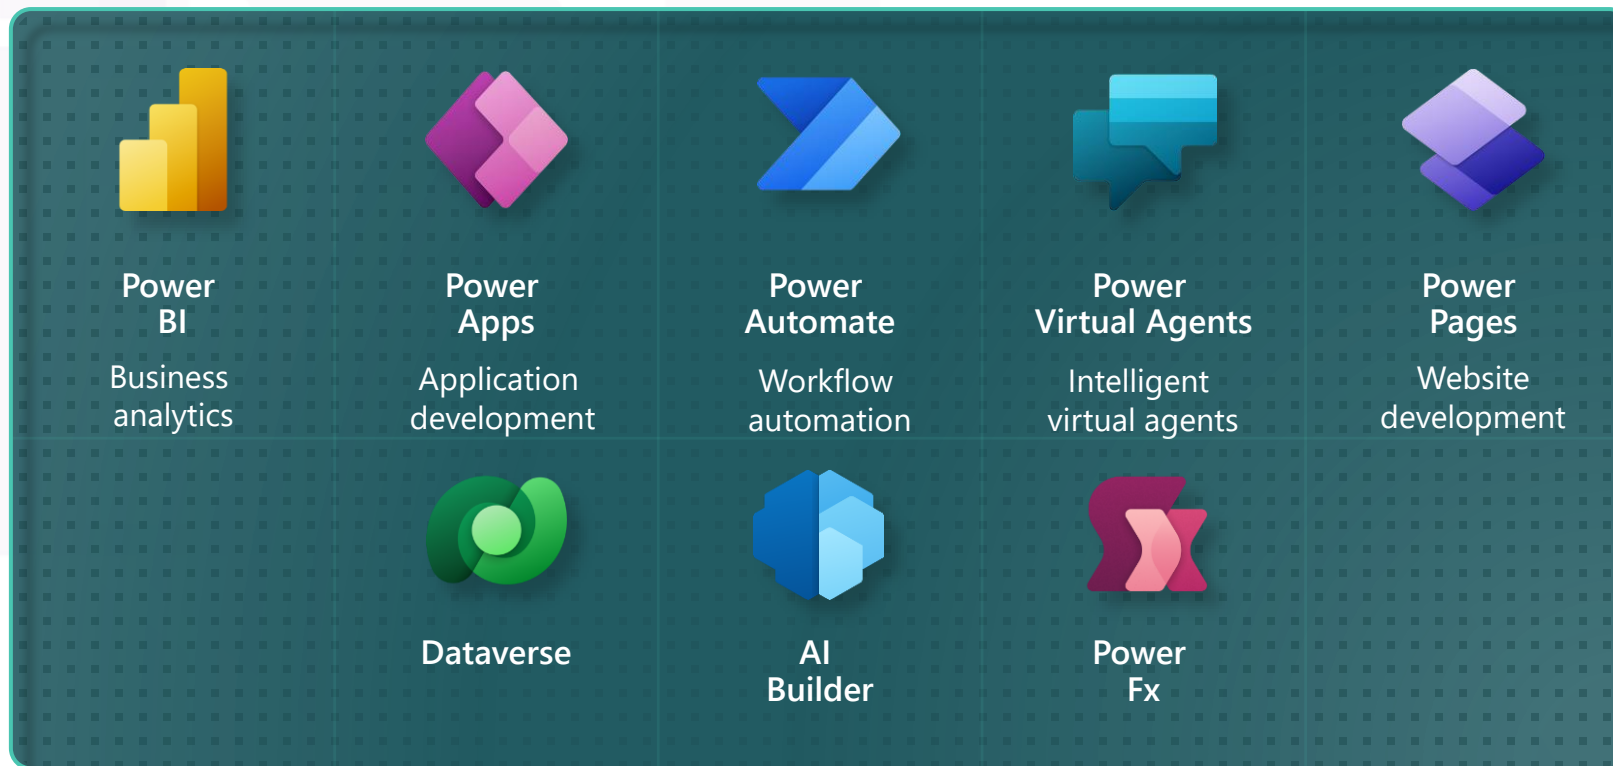 Power
BI
Business
analytics
Power
Apps
Application
development
Power
Automate
Workflow
automation
Power
Virtual Agents
Intelligent
virtual agents
Power
Pages
Website
development
Dataverse
AI
Builder
Power
Fx